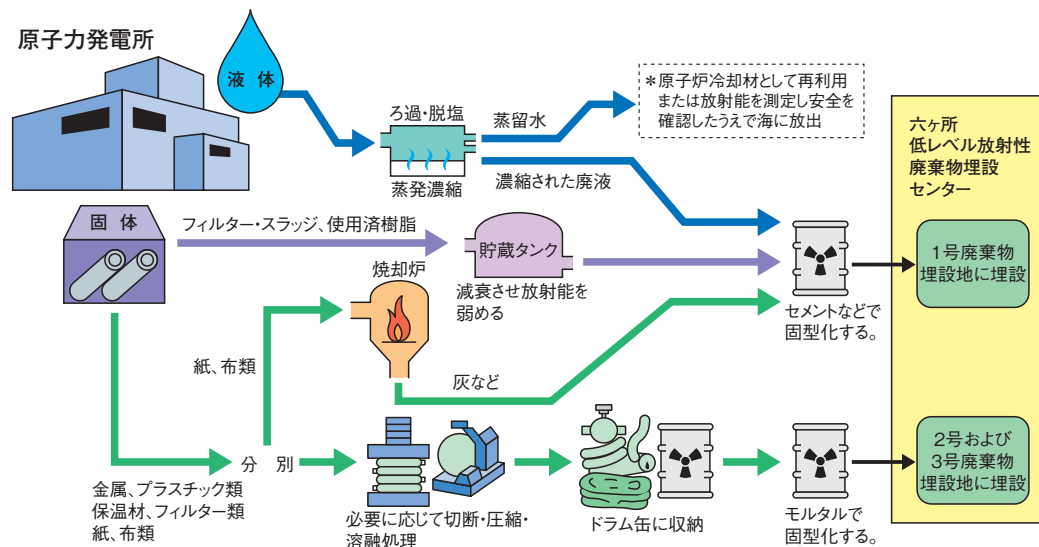 原子力発電所
液体
ろ過・脱塩
蒸発濃縮
蒸留水
濃縮された廃液
＊原子炉冷却材として再利用
または放射能を測定し安全を
確認したうえで海に放出
六ヶ所
低レベル放射性
廃棄物埋設
センター
固体
フィルター・スラッジ、使用済樹脂
貯蔵タンク
減衰させ放射能を
弱める
焼却炉
紙、布類
灰など
セメントなどで
固型化する。
1号廃棄物
埋設地に埋設
分別
金属、プラスチック類
保温材、フィルター類
紙、布類
必要に応じて切断・圧縮・
溶融処理
ドラム缶に収納
モルタルで
固型化する。
2号および
3号廃棄物
埋設地に埋設